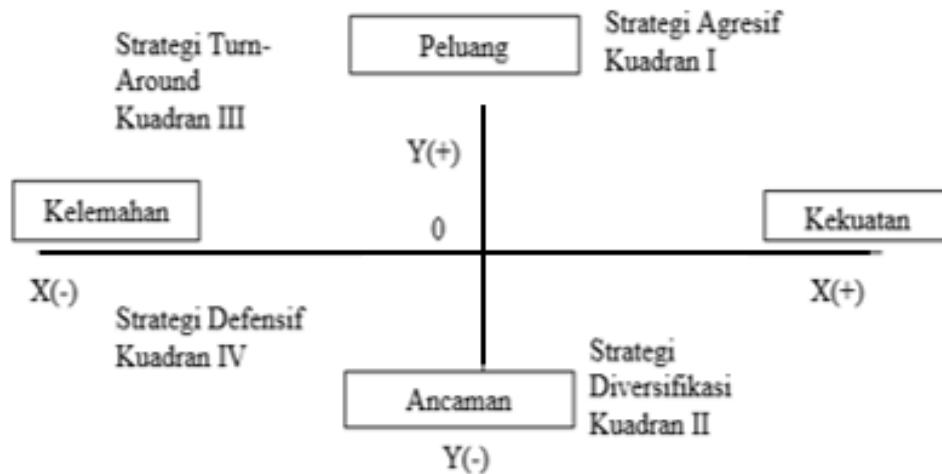 Strategi Turn-
Around
Kuadran III
Peluang
Strategi Agresif
Kuadran I
Y(+)
Kelemahan
0
Kekuatan
X(-)
X(+)
Strategi Defensif
Kuadran IV
Ancaman
Strategi
Diversifikasi
Kuadran II
Y(-)